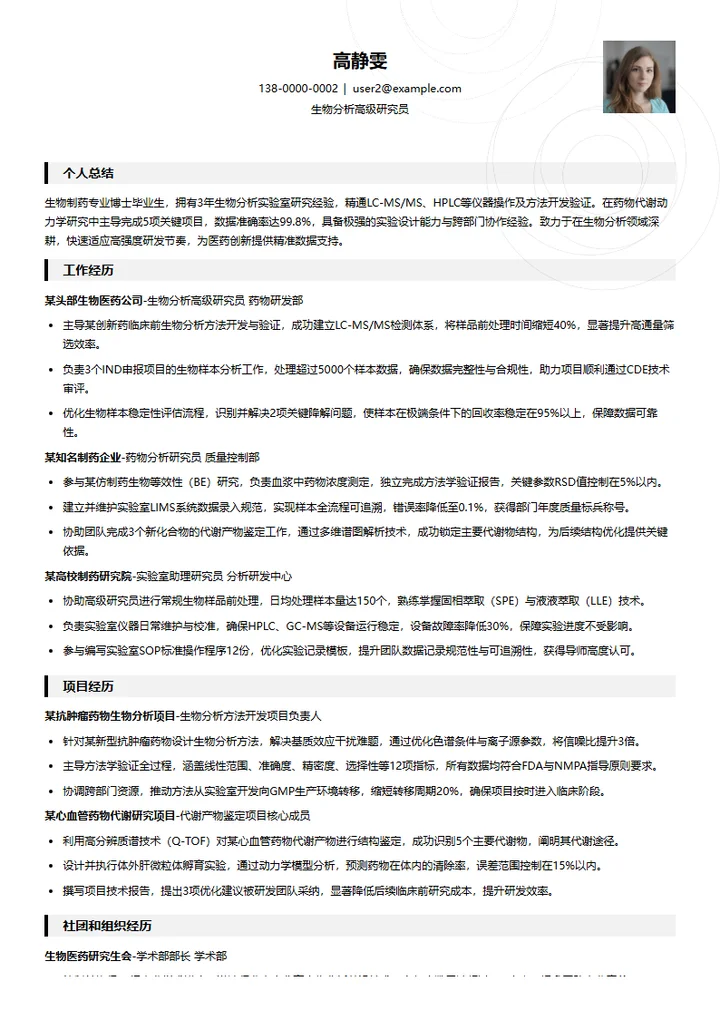 高静雯
138-0000-0002 | user2@example.com
生物分析高级研究员
个人总结
生物制药专业博士毕业生，拥有3年生物分析实验室研究经验，精通LC-MS/MS、HPLC等仪器操作及方法开发验证。在药物代谢动
力学研究中主导完成5项关键项目，数据准确率达99.8%，具备极强的实验设计能力与跨部门协作经验。致力于在生物分析领域深
耕，快速适应高强度研发节奏，为医药创新提供精准数据支持。
工作经历
某头部生物医药公司-生物分析高级研究员 药物研发部
• 主导某创新药临床前生物分析方法开发与验证，成功建立LC-MS/MS检测体系，将样品前处理时间缩短40%，显著提升高通量筛
选效率。
• 负责3个IND申报项目的生物样本分析工作，处理超过5000个样本数据，确保数据完整性与合规性，助力项目顺利通过CDE技术
审评。
• 优化生物样本稳定性评估流程，识别并解决2项关键降解问题，使样本在极端条件下的回收率稳定在95%以上，保障数据可靠
性。
某知名制药企业-药物分析研究员 质量控制部
• 参与某仿制药生物等效性（BE）研究，负责血浆中药物浓度测定，独立完成方法学验证报告，关键参数RSD值控制在5%以内。
• 建立并维护实验室LIMS系统数据录入规范，实现样本全流程可追溯，错误率降低至0.1%，获得部门年度质量标兵称号。
• 协助团队完成3个新化合物的代谢产物鉴定工作，通过多维谱图解析技术，成功锁定主要代谢物结构，为后续结构优化提供关键
依据。
某高校制药研究院-实验室助理研究员 分析研发中心
• 协助高级研究员进行常规生物样品前处理，日均处理样本量达150个，熟练掌握固相萃取（SPE）与液液萃取（LLE）技术。
• 负责实验室仪器日常维护与校准，确保HPLC、GC-MS等设备运行稳定，设备故障率降低30%，保障实验进度不受影响。
• 参与编写实验室SOP标准操作程序12份，优化实验记录模板，提升团队数据记录规范性与可追溯性，获得导师高度认可。
项目经历
某抗肿瘤药物生物分析项目-生物分析方法开发项目负责人
• 针对某新型抗肿瘤药物设计生物分析方法，解决基质效应干扰难题，通过优化色谱条件与离子源参数，将信噪比提升3倍。
• 主导方法学验证全过程，涵盖线性范围、准确度、精密度、选择性等12项指标，所有数据均符合FDA与NMPA指导原则要求。
• 协调跨部门资源，推动方法从实验室开发向GMP生产环境转移，缩短转移周期20%，确保项目按时进入临床阶段。
某心血管药物代谢研究项目-代谢产物鉴定项目核心成员
• 利用高分辨质谱技术（Q-TOF）对某心血管药物代谢产物进行结构鉴定，成功识别5个主要代谢物，阐明其代谢途径。
• 设计并执行体外肝微粒体孵育实验，通过动力学模型分析，预测药物在体内的清除率，误差范围控制在15%以内。
• 撰写项目技术报告，提出3项优化建议被研发团队采纳，显著降低后续临床前研究成本，提升研发效率。
社团和组织经历
生物医药研究生会-学术部部长 学术部